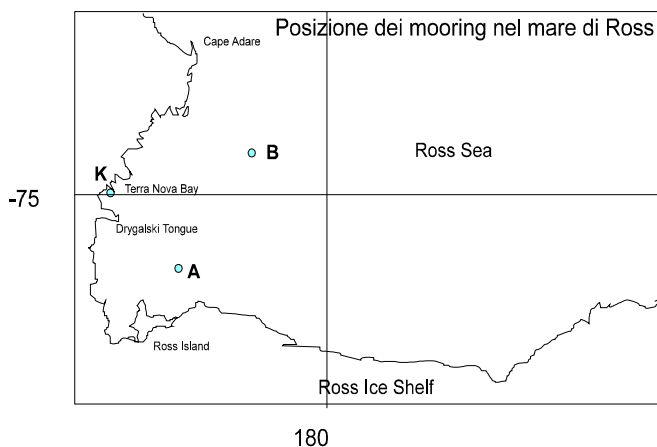 Posizione dei mooring nel mare di Ross
Cape Adare
B
Ross Sea
K
Terra Nova Bay
-75
Drygalski Tongue
A
Ross Island
Ross Ice Shelf
180